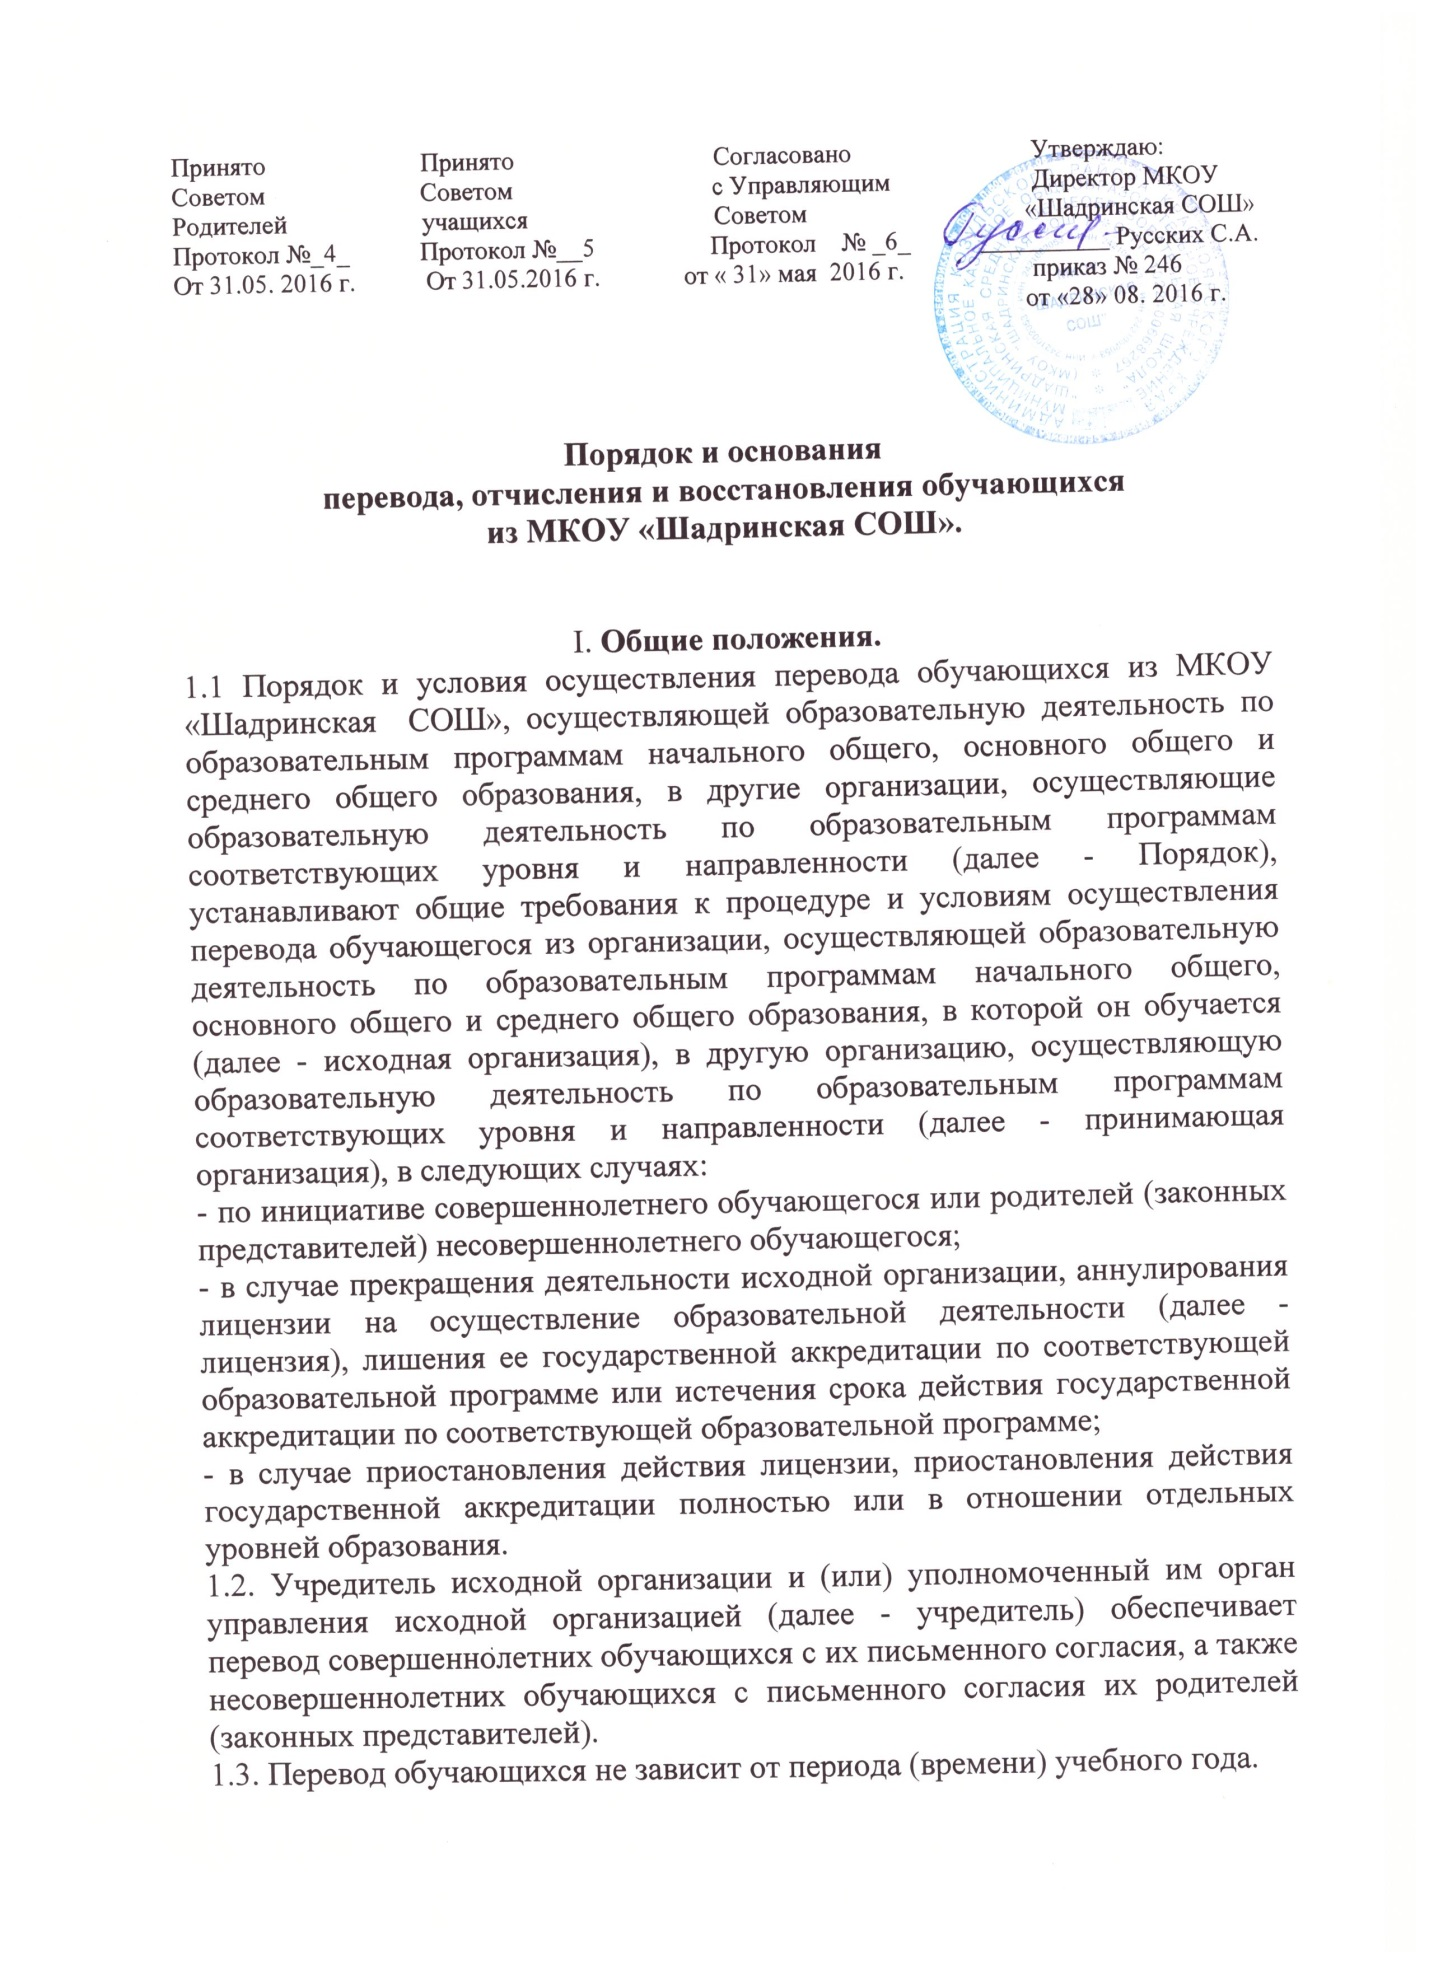 Принято
Советом
Родителей
Протокол №_4_
От 31.05. 2016 г.
Принято
Советом
учащихся
Протокол №__5
От 31.05.2016 г.
Согласовано
с Управляющим
Советом
Протокол № _6_
от « 31» мая 2016 г.
Утверждаю:
Директор МКОУ
«Шадринская СОШ»
Русских С.А.
приказ № 246
от «28» 08. 2016 г.
Порядок и основания
перевода, отчисления и восстановления обучающихся
из МКОУ «Шадринская СОШ».
I. Общие положения.
1.1 Порядок и условия осуществления перевода обучающихся из МКОУ
«Шадринская СОШ», осуществляющей образовательную деятельность по
образовательным программам начального общего, основного общего и
среднего общего образования, в другие организации, осуществляющие
образовательную деятельность по образовательным программам
соответствующих уровня и направленности (далее - Порядок),
устанавливают общие требования к процедуре и условиям осуществления
перевода обучающегося из организации, осуществляющей образовательную
деятельность по образовательным программам начального общего,
основного общего и среднего общего образования, в которой он обучается
(далее - исходная организация), в другую организацию, осуществляющую
образовательную деятельность по образовательным программам
соответствующих уровня и направленности (далее - принимающая
организация), в следующих случаях:
- по инициативе совершеннолетнего обучающегося или родителей (законных
представителей) несовершеннолетнего обучающегося;
- в случае прекращения деятельности исходной организации, аннулирования
лицензии на осуществление образовательной деятельности (далее -
лицензия), лишения ее государственной аккредитации по соответствующей
образовательной программе или истечения срока действия государственной
аккредитации по соответствующей образовательной программе;
- в случае приостановления действия лицензии, приостановления действия
государственной аккредитации полностью или в отношении отдельных
уровней образования.
1.2. Учредитель исходной организации и (или) уполномоченный им орган
управления исходной организацией (далее - учредитель) обеспечивает
перевод совершеннолетних обучающихся с их письменного согласия, а также
несовершеннолетних обучающихся с письменного согласия их родителей
(законных представителей).
1.3. Перевод обучающихся не зависит от периода (времени) учебного года.